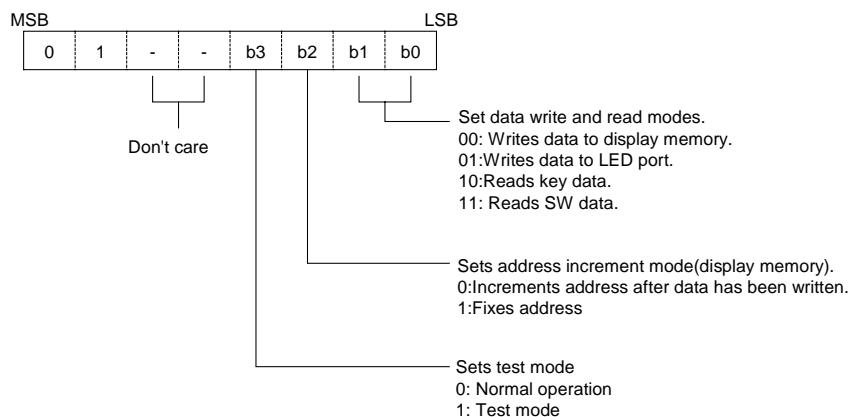 MSB LSB
0 1 - - b3 b2 b1 b0
Don't care
Set data write and read modes.
00: Writes data to display memory.
01:Writes data to LED port.
10:Reads key data.
11: Reads SW data.
Sets address increment mode(display memory).
0:Increments address after data has been written.
1:Fixes address
Sets test mode
0: Normal operation
1: Test mode